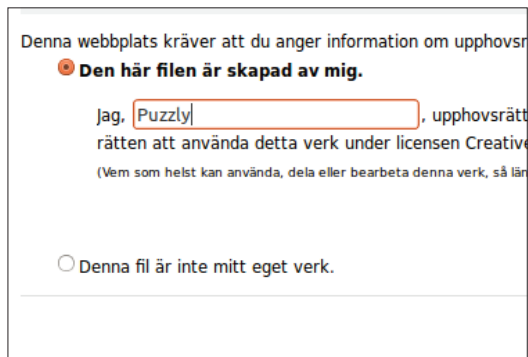 Denna webbplats kräver att du anger information om upphovsr
Den här filen är skapad av mig.
Jag, Puzzly, upphovsrätt
rätten att använda detta verk under licensen Creative
(Vem som helst kan använda, dela eller bearbeta denna verk, så län
Denna fil är inte mitt eget verk.